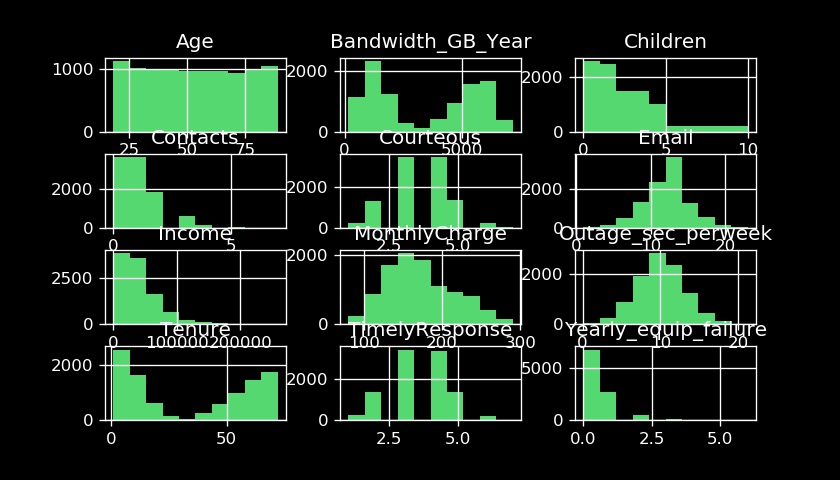 Age Bandwidth_GB_Year Children
1000 2000 2000
0 0 0
25 50 75 0 5000 0 5 10
Contacts Courteous Email
2000 2000 2000
0 0 0
0 5 2.5 5.0 0 10 20
Income MonthlyCharge Outage_sec_perweek
2500 2000 2000
0 0 0
0 100000 200000 100 200 300 0 10 20
Tenure TimelyResponse Yearly_equip_failure
2000 2000 5000
0 0 0
0 50 2.5 5.0 0.0 2.5 5.0